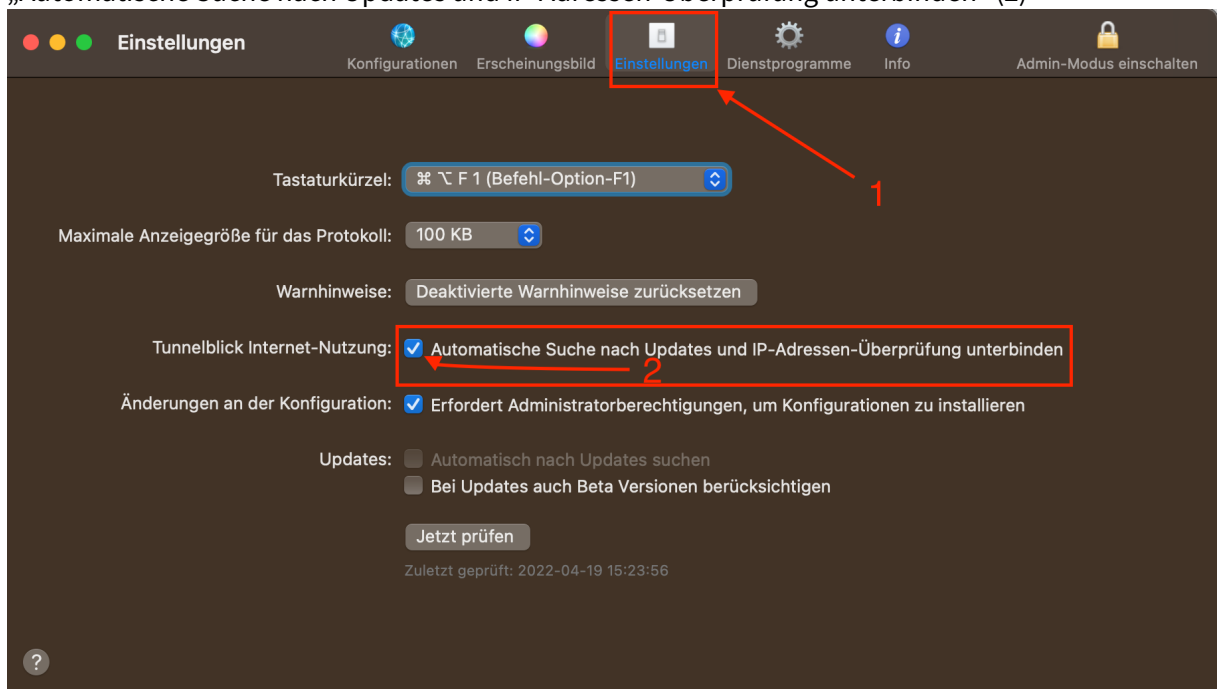 „Automatische Suche nach Updates und IP-Adressen-Überprüfung unterbinden“ (2)
Einstellungen
Konfigurationen Erscheinungsbild Einstellungen Dienstprogramme Info Admin-Modus einschalten
1
Tastaturkürzel: ⌘ ⌥ F 1 (Befehl-Option-F1)
Maximale Anzeigegröße für das Protokoll: 100 KB
Warnhinweise: Deaktivierte Warnhinweise zurücksetzen
Tunnelblick Internet-Nutzung: Automatische Suche nach Updates und IP-Adressen-Überprüfung unterbinden
2
Änderungen an der Konfiguration: Erfordert Administratorberechtigungen, um Konfigurationen zu installieren
Updates: Automatisch nach Updates suchen
Bei Updates auch Beta Versionen berücksichtigen
Jetzt prüfen
Zuletzt geprüft: 2022-04-19 15:23:56
?